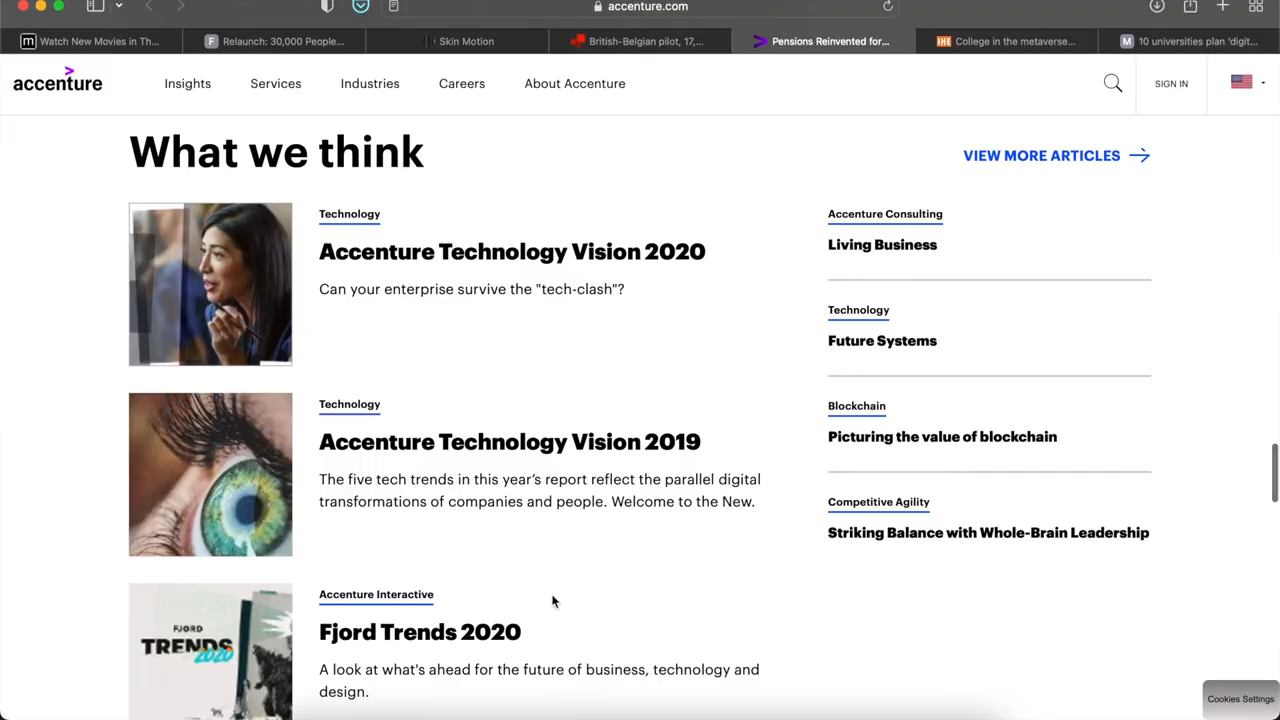 accenture.com
Watch New Movies in Th...
Relaunch: 30,000 People...
Skin Motion
British-Belgian pilot, 17,...
Pensions Reinvented for...
IHE College in the metaverse...
M 10 universities plan ‘digit...
accenture
Insights
Services
Industries
Careers
About Accenture
SIGN IN
What we think
VIEW MORE ARTICLES
Technology
Accenture Technology Vision 2020
Can your enterprise survive the "tech-clash"?
Technology
Accenture Technology Vision 2019
The five tech trends in this year’s report reflect the parallel digital
transformations of companies and people. Welcome to the New.
Accenture Interactive
Fjord Trends 2020
A look at what's ahead for the future of business, technology and
design.
FJORD
TRENDS
2020
Accenture Consulting
Living Business
Technology
Future Systems
Blockchain
Picturing the value of blockchain
Competitive Agility
Striking Balance with Whole-Brain Leadership
Cookies Settings